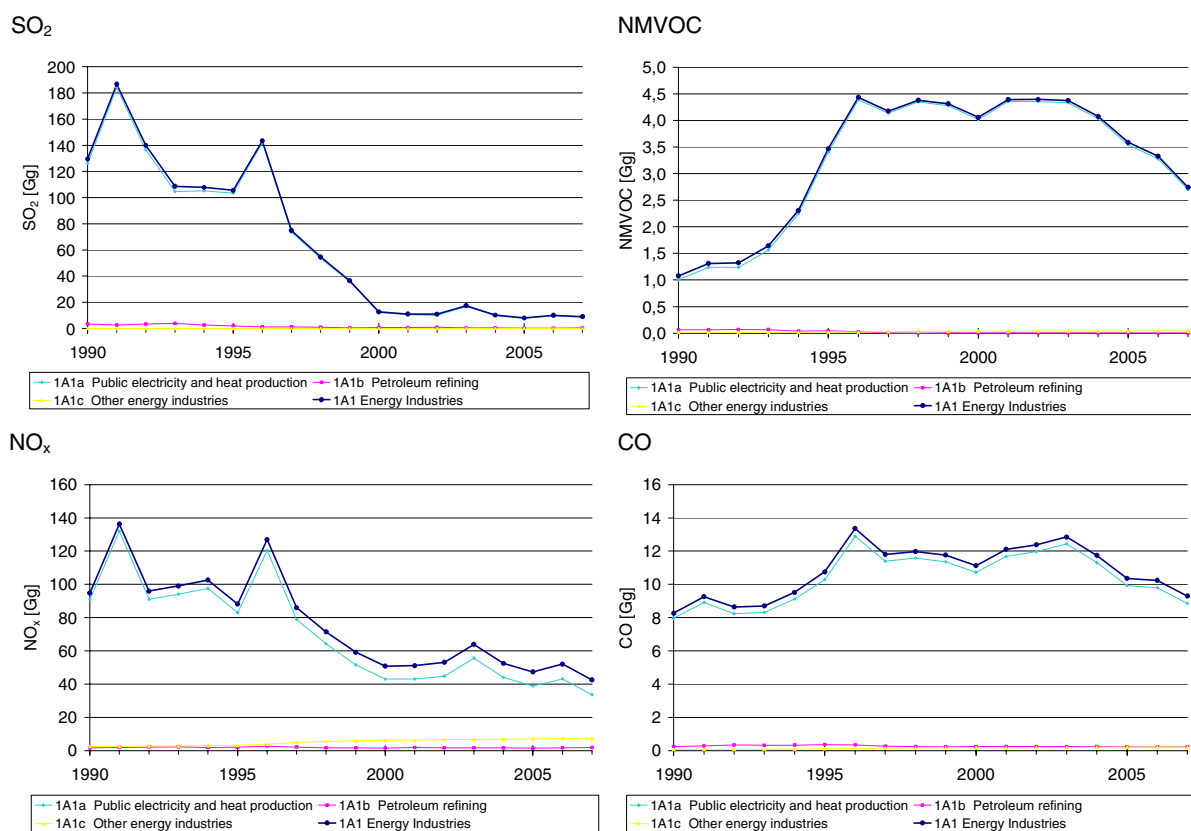 SO₂
SO₂ [Gg]
200
180
160
140
120
100
80
60
40
20
0
1990 1995 2000 2005
1A1a Public electricity and heat production 1A1b Petroleum refining
1A1c Other energy industries 1A1 Energy Industries
NMVOC
NMVOC [Gg]
5,0
4,5
4,0
3,5
3,0
2,5
2,0
1,5
1,0
0,5
0,0
1990 1995 2000 2005
1A1a Public electricity and heat production 1A1b Petroleum refining
1A1c Other energy industries 1A1 Energy Industries
NOₓ
NOₓ [Gg]
160
140
120
100
80
60
40
20
0
1990 1995 2000 2005
1A1a Public electricity and heat production 1A1b Petroleum refining
1A1c Other energy industries 1A1 Energy Industries
CO
CO [Gg]
16
14
12
10
8
6
4
2
0
1990 1995 2000 2005
1A1a Public electricity and heat production 1A1b Petroleum refining
1A1c Other energy industries 1A1 Energy Industries